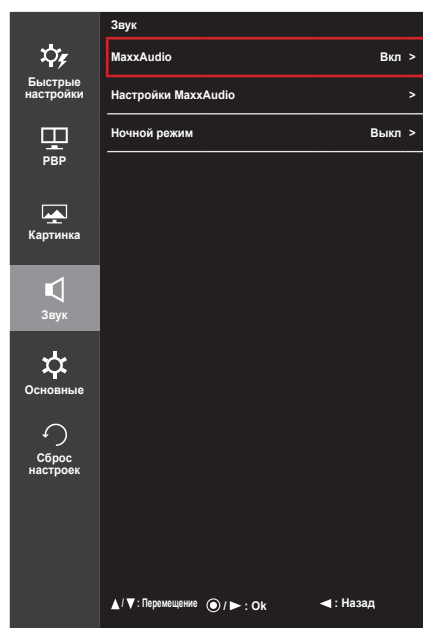 Звук
MaxxAudio Вкл >
Настройки MaxxAudio >
Ночной режим Выкл >
Быстрые
настройки
PBP
Картинка
Звук
Основные
Сброс
настроек
▲/▼: Перемещение ◉/►: Ok ◄: Назад